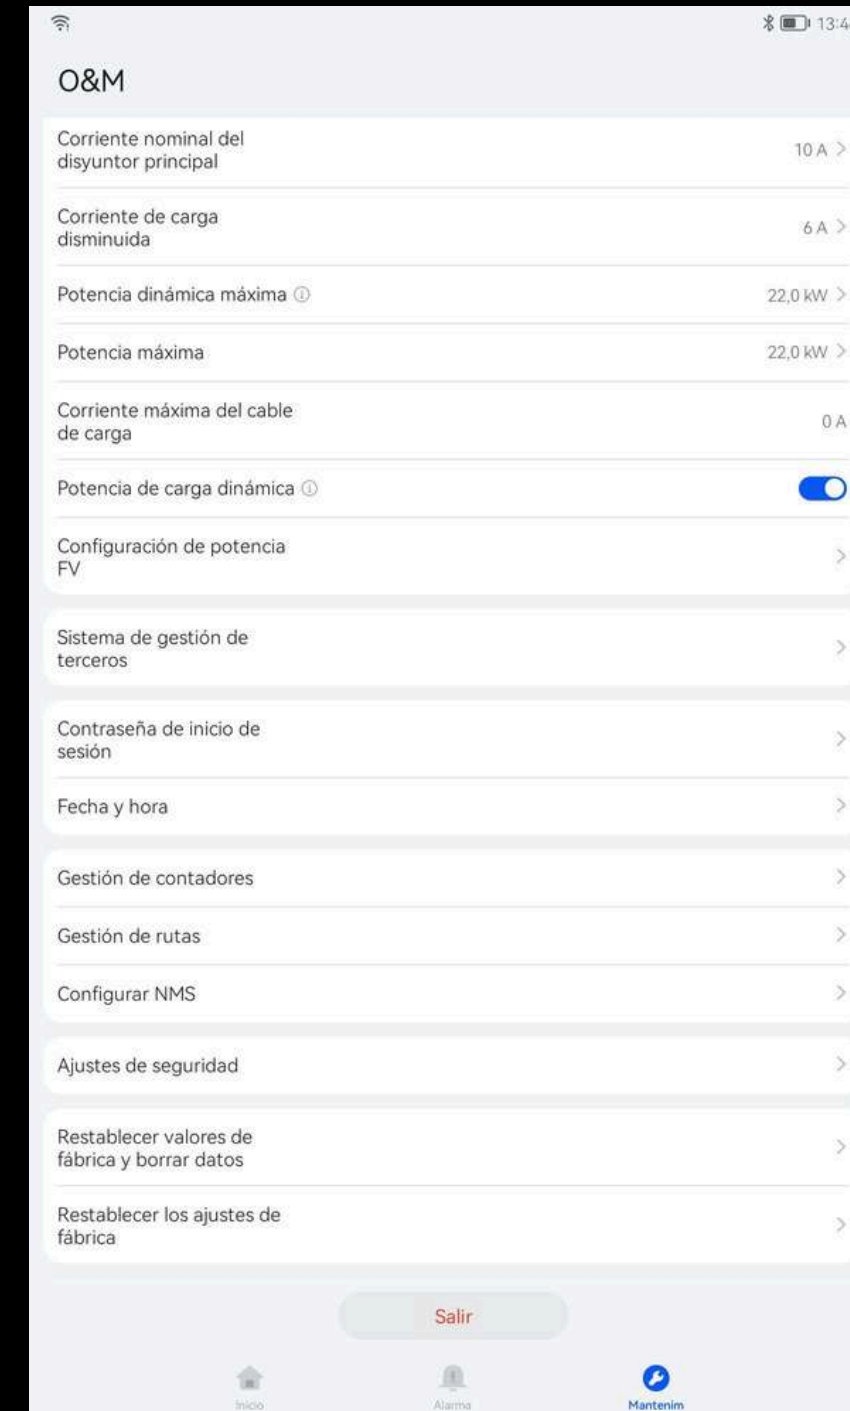 13:4
O&M
Corriente nominal del
disyuntor principal
10 A
Corriente de carga
disminuida
6 A
Potencia dinámica máxima
22,0 kW
Potencia máxima
22,0 kW
Corriente máxima del cable
de carga
0 A
Potencia de carga dinámica
Configuración de potencia
FV
Sistema de gestión de
terceros
Contraseña de inicio de
sesión
Fecha y hora
Gestión de contadores
Gestión de rutas
Configurar NMS
Ajustes de seguridad
Restablecer valores de
fábrica y borrar datos
Restablecer los ajustes de
fábrica
Salir
Inicio
Alarma
Mantenim